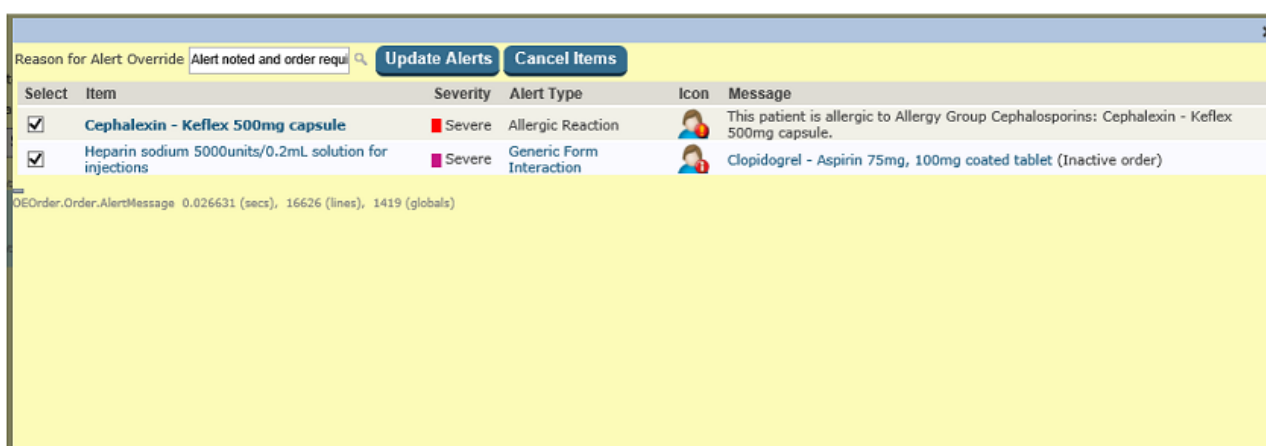 Reason for Alert Override Alert noted and order requi Update Alerts Cancel Items
Select Item Severity Alert Type Icon Message
Cephalexin - Keflex 500mg capsule Severe Allergic Reaction This patient is allergic to Allergy Group Cephalosporins: Cephalexin - Keflex
500mg capsule.
Heparin sodium 5000units/0.2mL solution for Severe Generic Form Clopidogrel - Aspirin 75mg, 100mg coated tablet (Inactive order)
injections Interaction
OEOrder.Order.AlertMessage 0.026631 (secs), 16626 (lines), 1419 (globals)